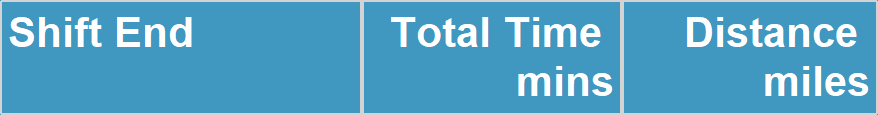 Shift End
Total Time
mins
Distance
miles